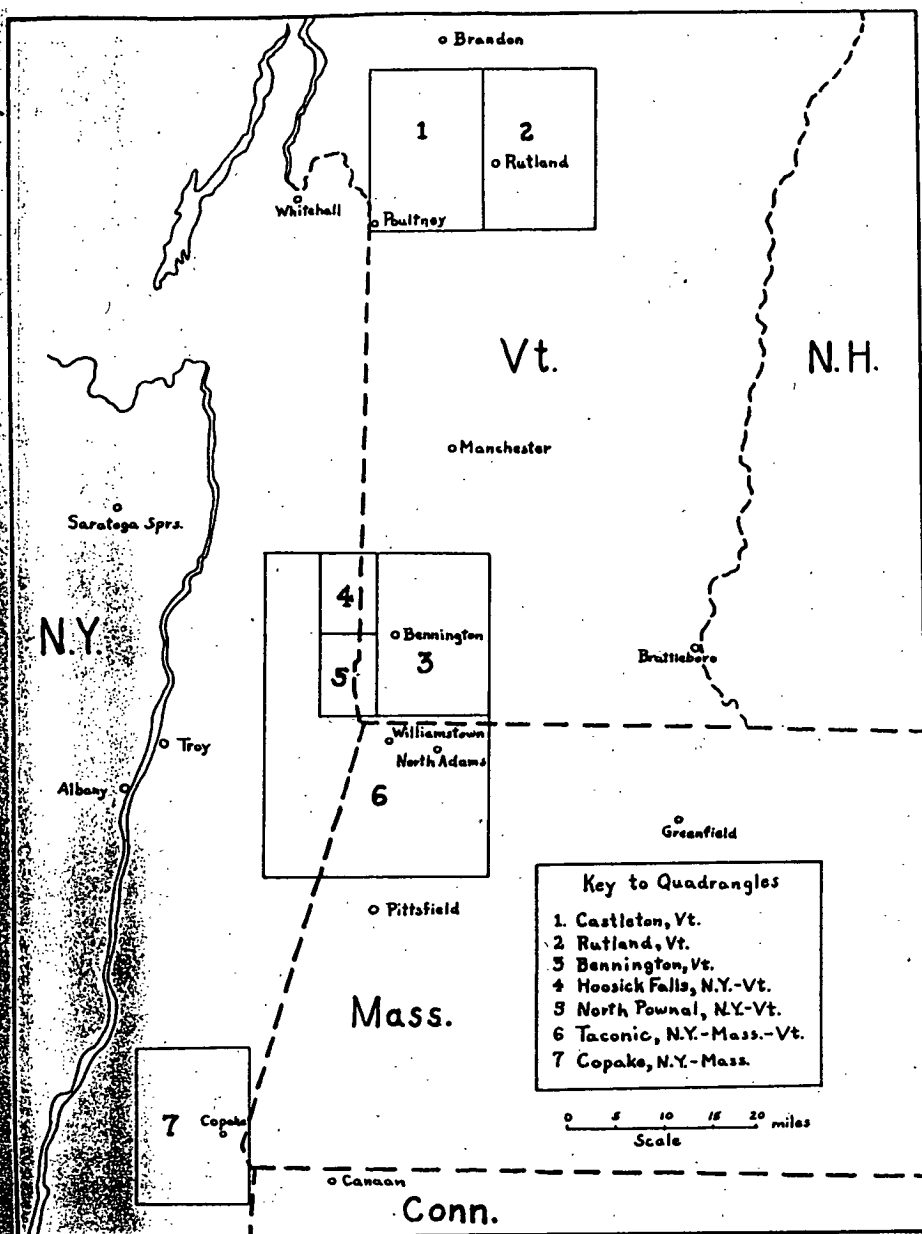 Brandon
1
2
Rutland
Whitehall
Poultney
Vt.
N.H.
Manchester
Saratoga Sprs.
4
N.Y.
Bennington
3
5
Brattleboro
Williamstown
Troy
North Adams
Albany
6
Greenfield
Key to Quadrangles
1. Castleton, Vt.
2 Rutland, Vt.
3 Bennington, Vt.
4 Hoosick Falls, N.Y.-Vt.
5 North Pownal, N.Y.-Vt.
6 Taconic, N.Y.-Mass.-Vt.
7 Copake, N.Y.-Mass.
Pittsfield
Mass.
7
Copake
0 5 10 15 20 miles
Scale
Canaan
Conn.